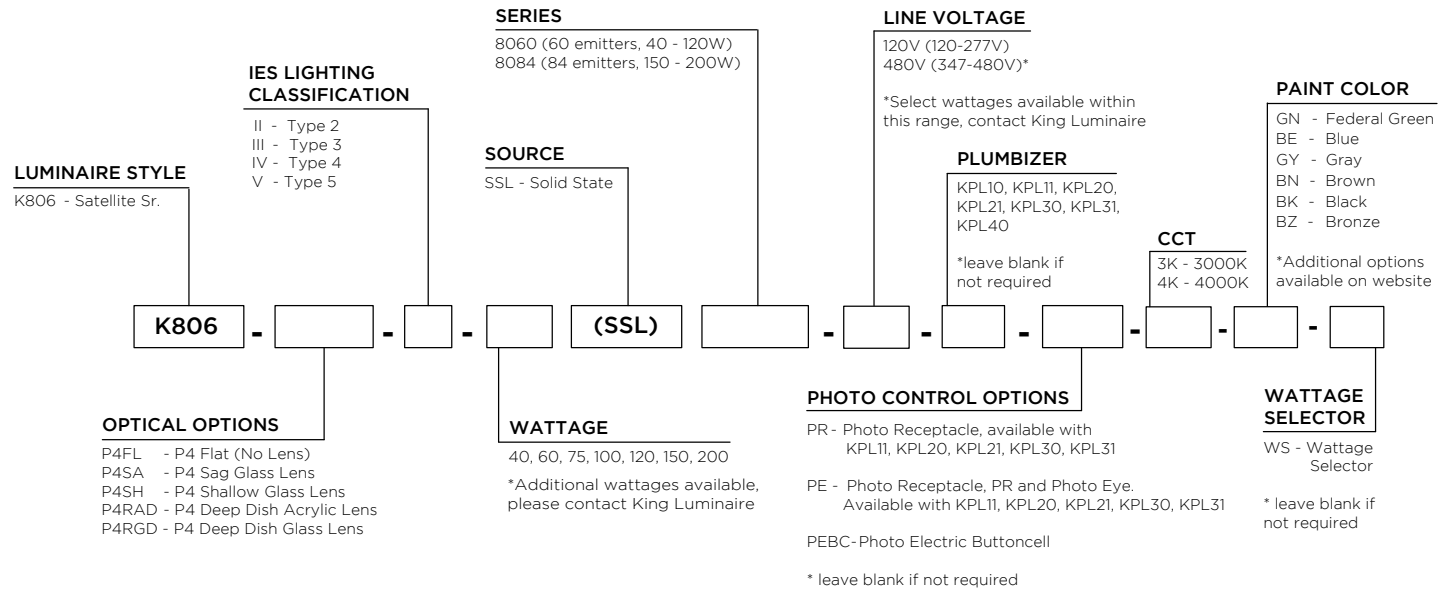 LUMINAIRE STYLE
K806 - Satellite Sr.
IES LIGHTING
CLASSIFICATION
II - Type 2
III - Type 3
IV - Type 4
V - Type 5
SERIES
8060 (60 emitters, 40 - 120W)
8084 (84 emitters, 150 - 200W)
SOURCE
SSL - Solid State
LINE VOLTAGE
120V (120-277V)
480V (347-480V)*
*Select wattages available within
this range, contact King Luminaire
PLUMBIZER
KPL10, KPL11, KPL20,
KPL21, KPL30, KPL31,
KPL40
*leave blank if
not required
CCT
3K - 3000K
4K - 4000K
PAINT COLOR
GN - Federal Green
BE - Blue
GY - Gray
BN - Brown
BK - Black
BZ - Bronze
*Additional options
available on website
K806 - - - (SSL) - - - - - -
OPTICAL OPTIONS
P4FL - P4 Flat (No Lens)
P4SA - P4 Sag Glass Lens
P4SH - P4 Shallow Glass Lens
P4RAD - P4 Deep Dish Acrylic Lens
P4RGD - P4 Deep Dish Glass Lens
WATTAGE
40, 60, 75, 100, 120, 150, 200
*Additional wattages available,
please contact King Luminaire
PHOTO CONTROL OPTIONS
PR - Photo Receptacle, available with
KPL11, KPL20, KPL21, KPL30, KPL31
PE - Photo Receptacle, PR and Photo Eye.
Available with KPL11, KPL20, KPL21, KPL30, KPL31
PEBC-Photo Electric Buttoncell
* leave blank if not required
WATTAGE
SELECTOR
WS - Wattage
Selector
* leave blank if
not required